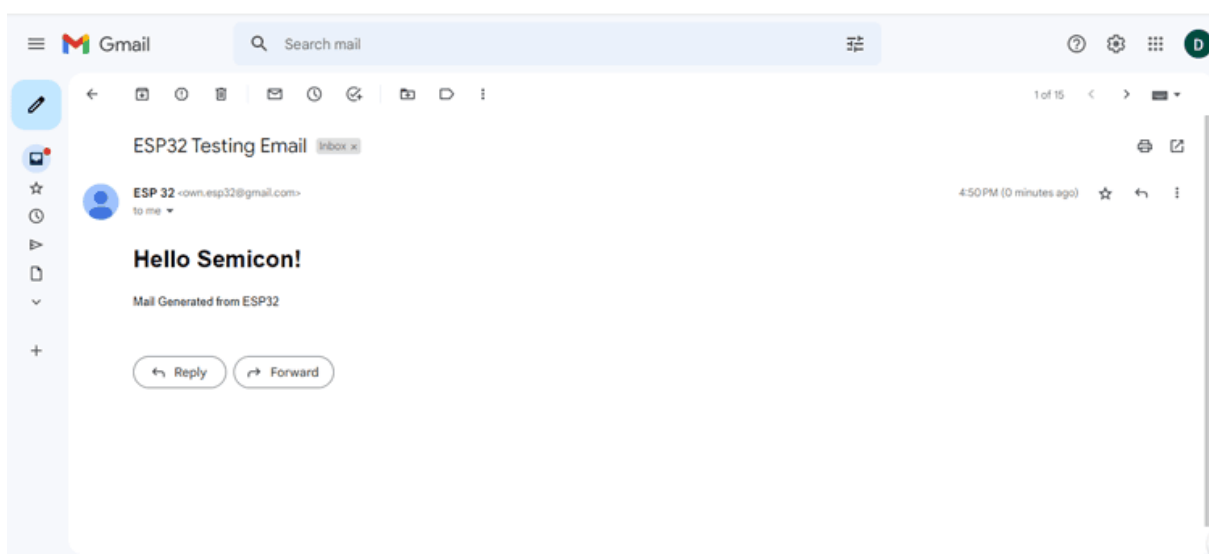 Gmail
Search mail
D
1 of 15
ESP32 Testing Email Inbox x
ESP 32 <own.esp32@gmail.com>
4:50 PM (0 minutes ago)
to me
Hello Semicon!
Mail Generated from ESP32
Reply
Forward